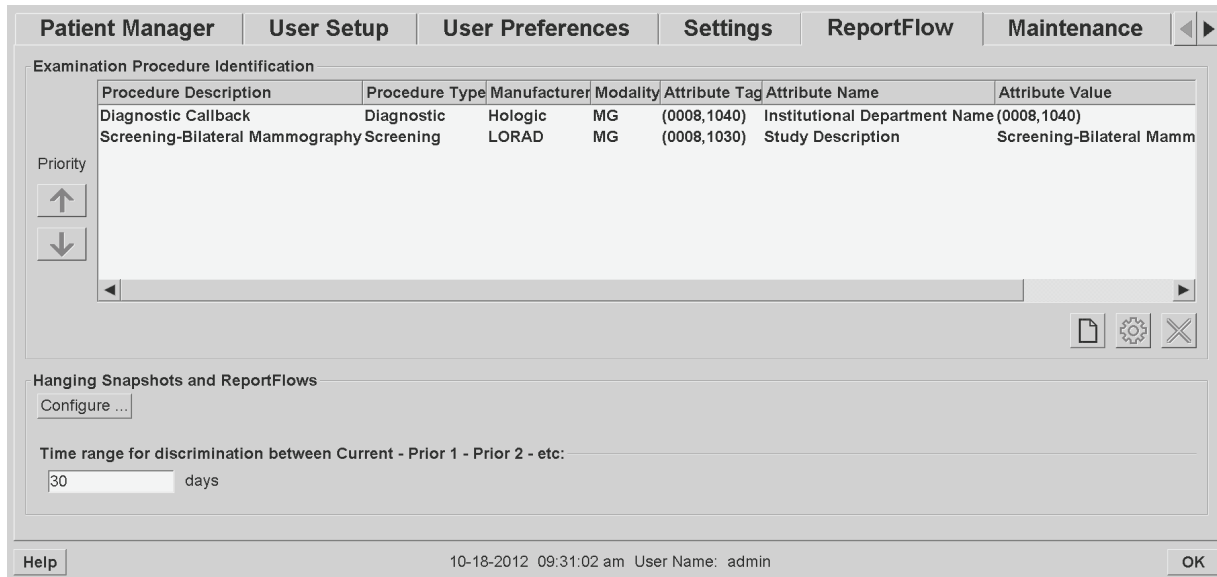 Patient Manager User Setup User Preferences Settings ReportFlow Maintenance
Examination Procedure Identification
Procedure Description Procedure Type Manufacturer Modality Attribute Tag Attribute Name Attribute Value
Diagnostic Callback Diagnostic Hologic MG (0008,1040) Institutional Department Name (0008,1040)
Screening-Bilateral Mammography Screening LORAD MG (0008,1030) Study Description Screening-Bilateral Mamm
Priority
Hanging Snapshots and ReportFlows
Configure ...
Time range for discrimination between Current - Prior 1 - Prior 2 - etc:
30 days
Help 10-18-2012 09:31:02 am User Name: admin OK